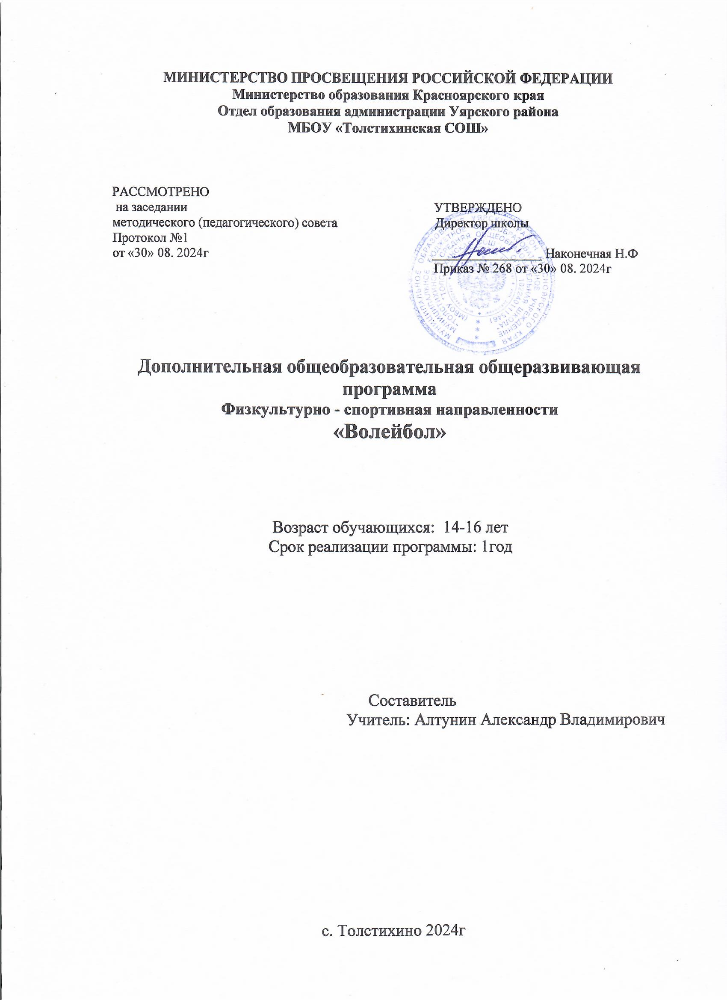 МИНИСТЕРСТВО ПРОСВЕЩЕНИЯ РОССИЙСКОЙ ФЕДЕРАЦИИ
Министерство образования Красноярского края
Отдел образования администрации Уярского района
МБОУ «Толстихинская СОШ»
РАССМОТРЕНО
на заседании
методического (педагогического) совета
Протокол №1
от «30» 08. 2024г
УТВЕРЖДЕНО
Директор школы
Наконечная Н.Ф
Приказ № 268 от «30» 08. 2024г
Дополнительная общеобразовательная общеразвивающая
программа
Физкультурно - спортивная направленности
«Волейбол»
Возраст обучающихся: 14-16 лет
Срок реализации программы: 1год
Составитель
Учитель: Алтунин Александр Владимирович
с. Толстихино 2024г